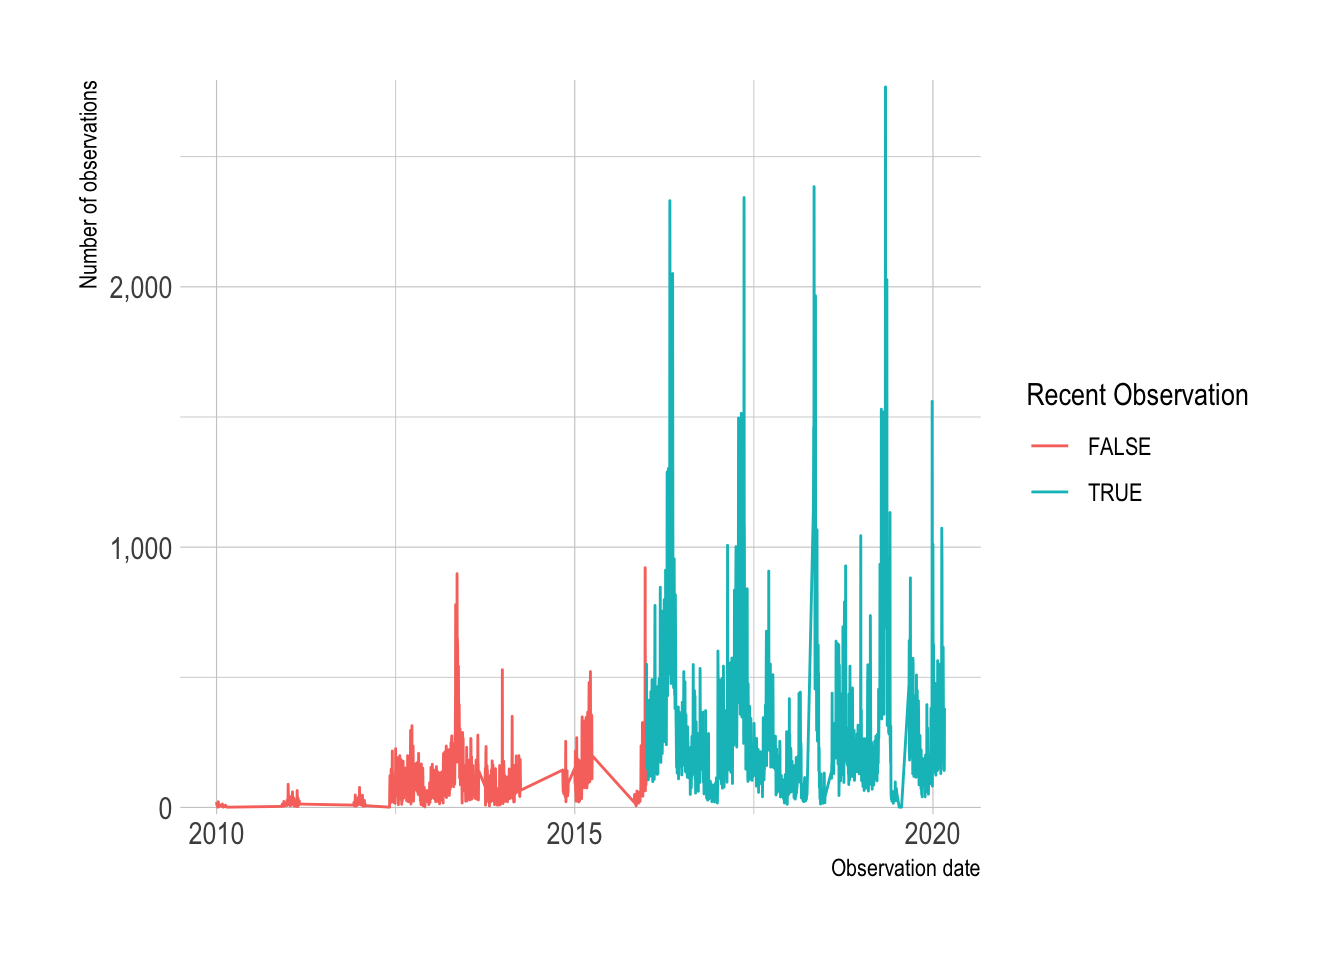 Number of observations
2,000
1,000
0
2010
2015
2020
Observation date
Recent Observation
FALSE
TRUE